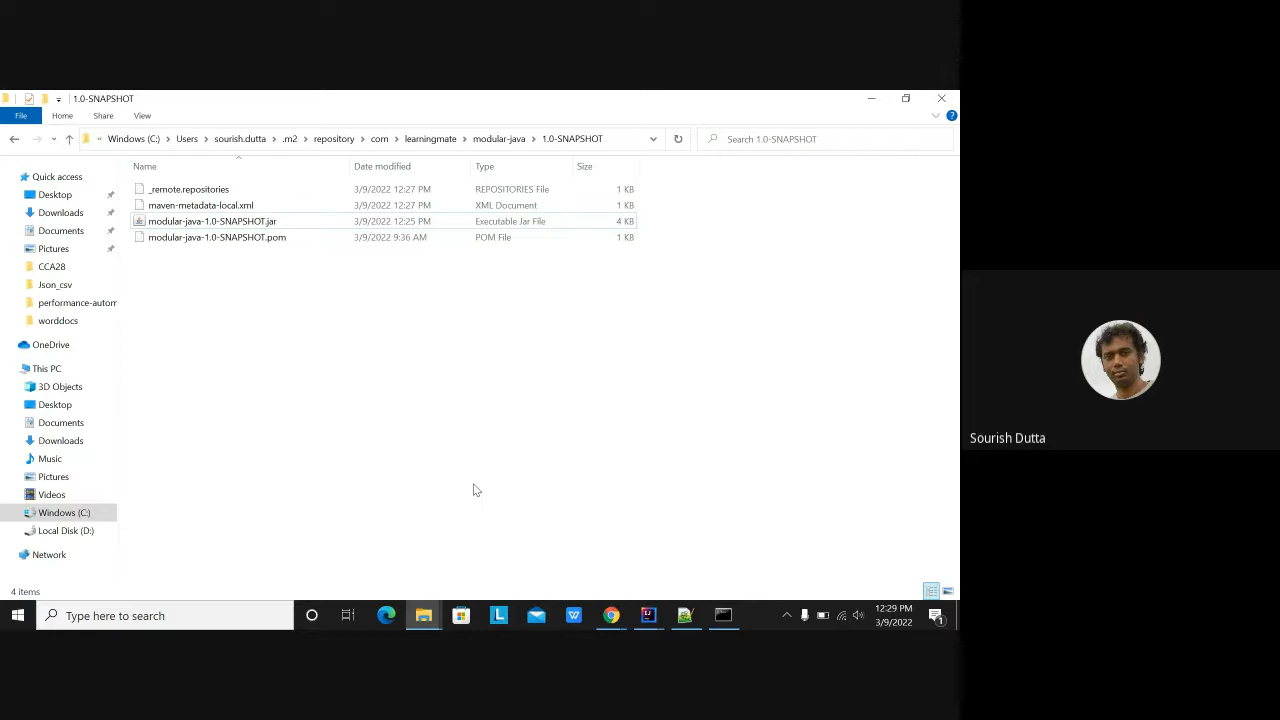 1.0-SNAPSHOT
File Home Share View
« Windows (C:) > Users > sourish.dutta > .m2 > repository > com > learningmate > modular-java > 1.0-SNAPSHOT
Search 1.0-SNAPSHOT
Name Date modified Type Size
_remote.repositories 3/9/2022 12:27 PM REPOSITORIES File 1 KB
maven-metadata-local.xml 3/9/2022 12:27 PM XML Document 1 KB
modular-java-1.0-SNAPSHOT.jar 3/9/2022 12:25 PM Executable Jar File 4 KB
modular-java-1.0-SNAPSHOT.pom 3/9/2022 9:36 AM POM File 1 KB
Quick access
Desktop
Downloads
Documents
Pictures
CCA28
Json_csv
performance-autom
worddocs
OneDrive
This PC
3D Objects
Desktop
Documents
Downloads
Music
Pictures
Videos
Windows (C:)
Local Disk (D:)
Network
4 items
Type here to search
L
W
12:29 PM
3/9/2022
1
Sourish Dutta